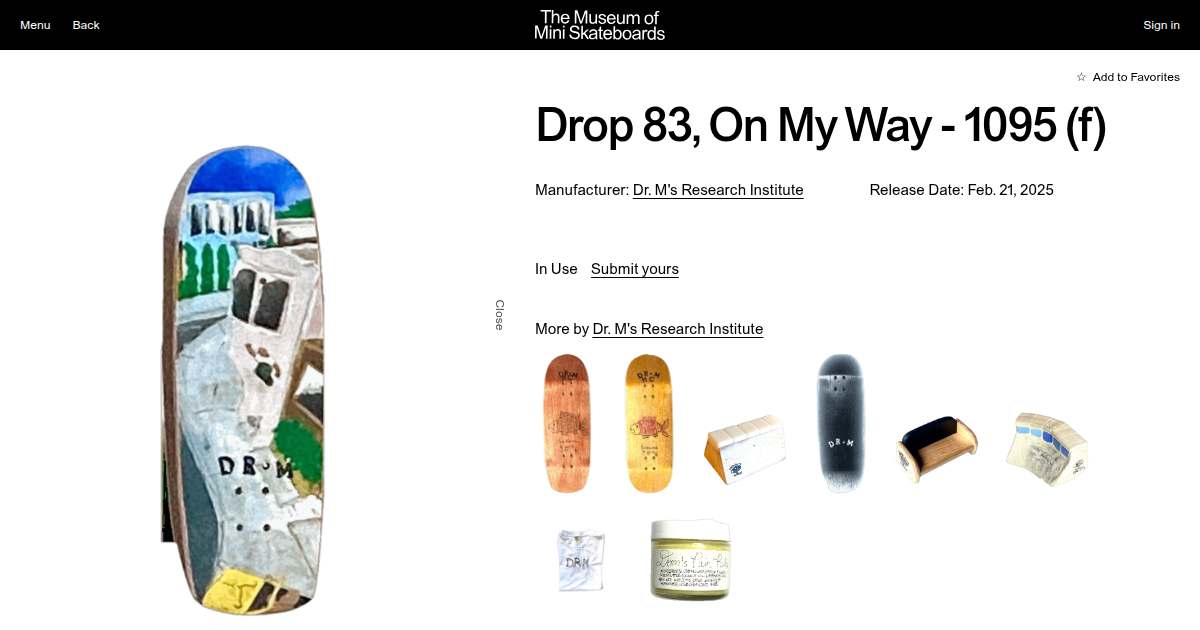 Menu
Back
The Museum of
Mini Skateboards
Sign in
☆ Add to Favorites
Drop 83, On My Way - 1095 (f)
Manufacturer: Dr. M's Research Institute
Release Date: Feb. 21, 2025
In Use
Submit yours
Close
More by Dr. M's Research Institute
DR M
DR M
DR M
DR M
DRM